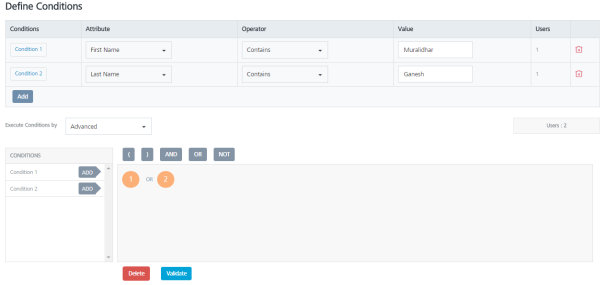 Define Conditions
Conditions Attribute Operator Value Users
Condition 1 First Name Contains Muralidhar 1
Condition 2 Last Name Contains Ganesh 1
Add
Execute Conditions by Advanced Users : 2
CONDITIONS ( ) AND OR NOT
Condition 1 ADD 1 OR 2
Condition 2 ADD
Delete Validate